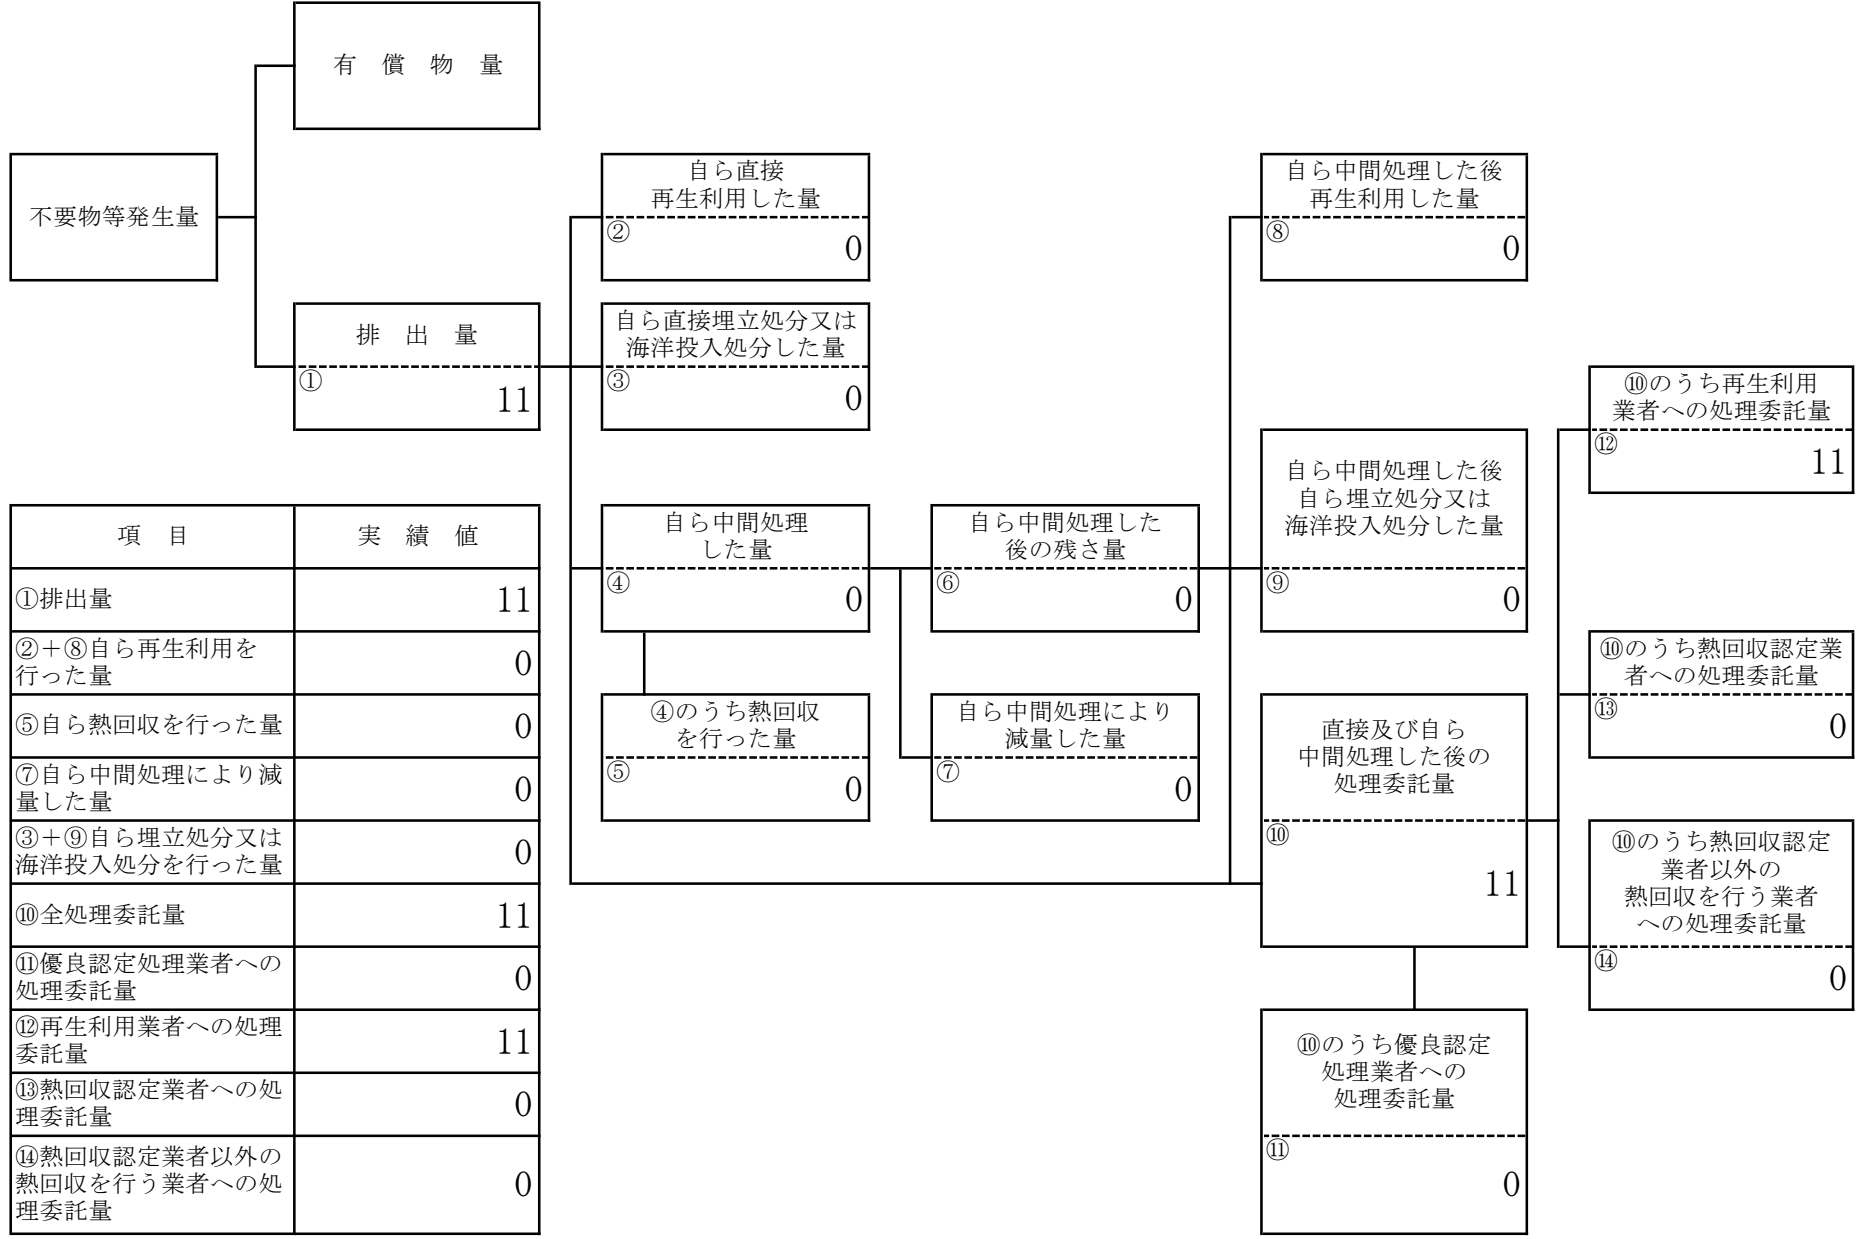 有 償 物 量
不要物等発生量
排 出 量
①
11
自ら直接
再生利用した量
②
0
自ら直接埋立処分又は
海洋投入処分した量
③
0
自ら中間処理
した量
④
0
④のうち熱回収
を行った量
⑤
0
自ら中間処理した
後の残さ量
⑥
0
自ら中間処理により
減量した量
⑦
0
自ら中間処理した後
再生利用した量
⑧
0
自ら中間処理した後
自ら埋立処分又は
海洋投入処分した量
⑨
0
直接及び自ら
中間処理した後の
処理委託量
⑩
11
⑩のうち優良認定
処理業者への
処理委託量
⑪
0
⑩のうち再生利用
業者への処理委託量
⑫
11
⑩のうち熱回収認定業
者への処理委託量
⑬
0
⑩のうち熱回収認定
業者以外の
熱回収を行う業者
への処理委託量
⑭
0
項 目 実 績 値
①排出量 11
②＋⑧自ら再生利用を
行った量 0
⑤自ら熱回収を行った量 0
⑦自ら中間処理により減
量した量 0
③＋⑨自ら埋立処分又は
海洋投入処分を行った量 0
⑩全処理委託量 11
⑪優良認定処理業者への
処理委託量 0
⑫再生利用業者への処理
委託量 11
⑬熱回収認定業者への処
理委託量 0
⑭熱回収認定業者以外の
熱回収を行う業者への処
理委託量 0